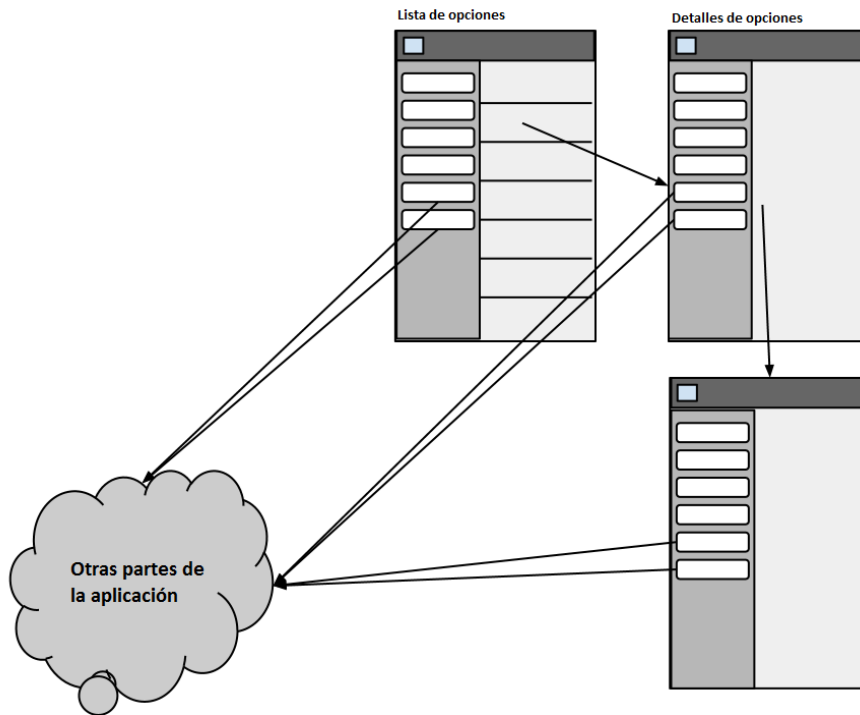 Lista de opciones
Detalles de opciones
Otras partes de
la aplicación